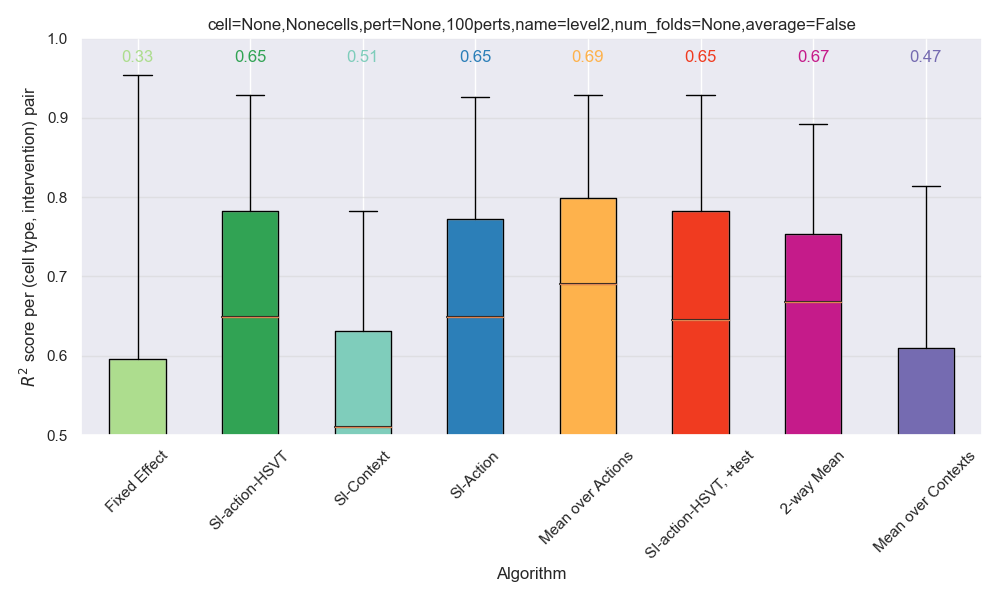 cell=None,Nonecells,pert=None,100perts,name=level2,num_folds=None,average=False
1.0
0.9
0.8
0.7
0.6
0.5
R² score per (cell type, intervention) pair
0.33
0.65
0.51
0.65
0.69
0.65
0.67
0.47
Fixed Effect
SI-action-HSVT
SI-Context
SI-Action
Mean over Actions
SI-action-HSVT, +test
2-way Mean
Mean over Contexts
Algorithm